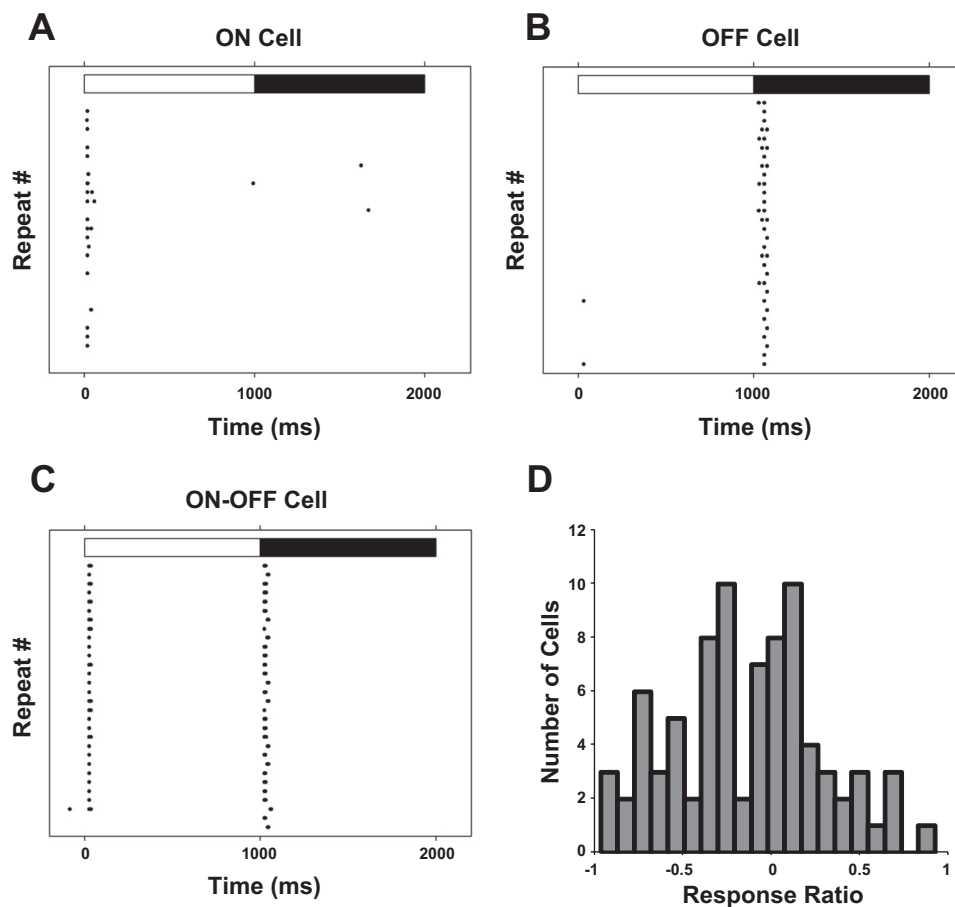 A
ON Cell
Repeat #
0 1000 2000
Time (ms)
B
OFF Cell
Repeat #
0 1000 2000
Time (ms)
C
ON-OFF Cell
Repeat #
0 1000 2000
Time (ms)
D
Number of Cells
12
10
8
6
4
2
0
-1 -0.5 0 0.5 1
Response Ratio